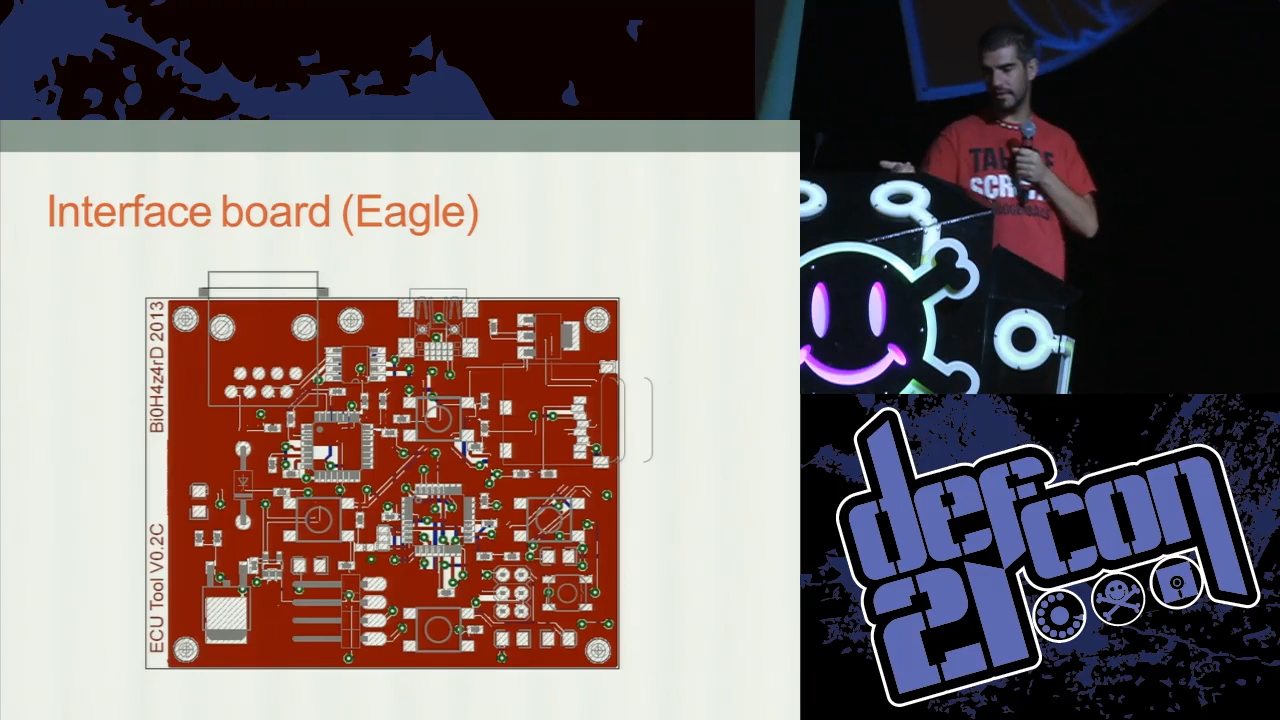 Interface board (Eagle)
Bi0H4z4rD 2013
ECU Tool V0.2C
defcon
21